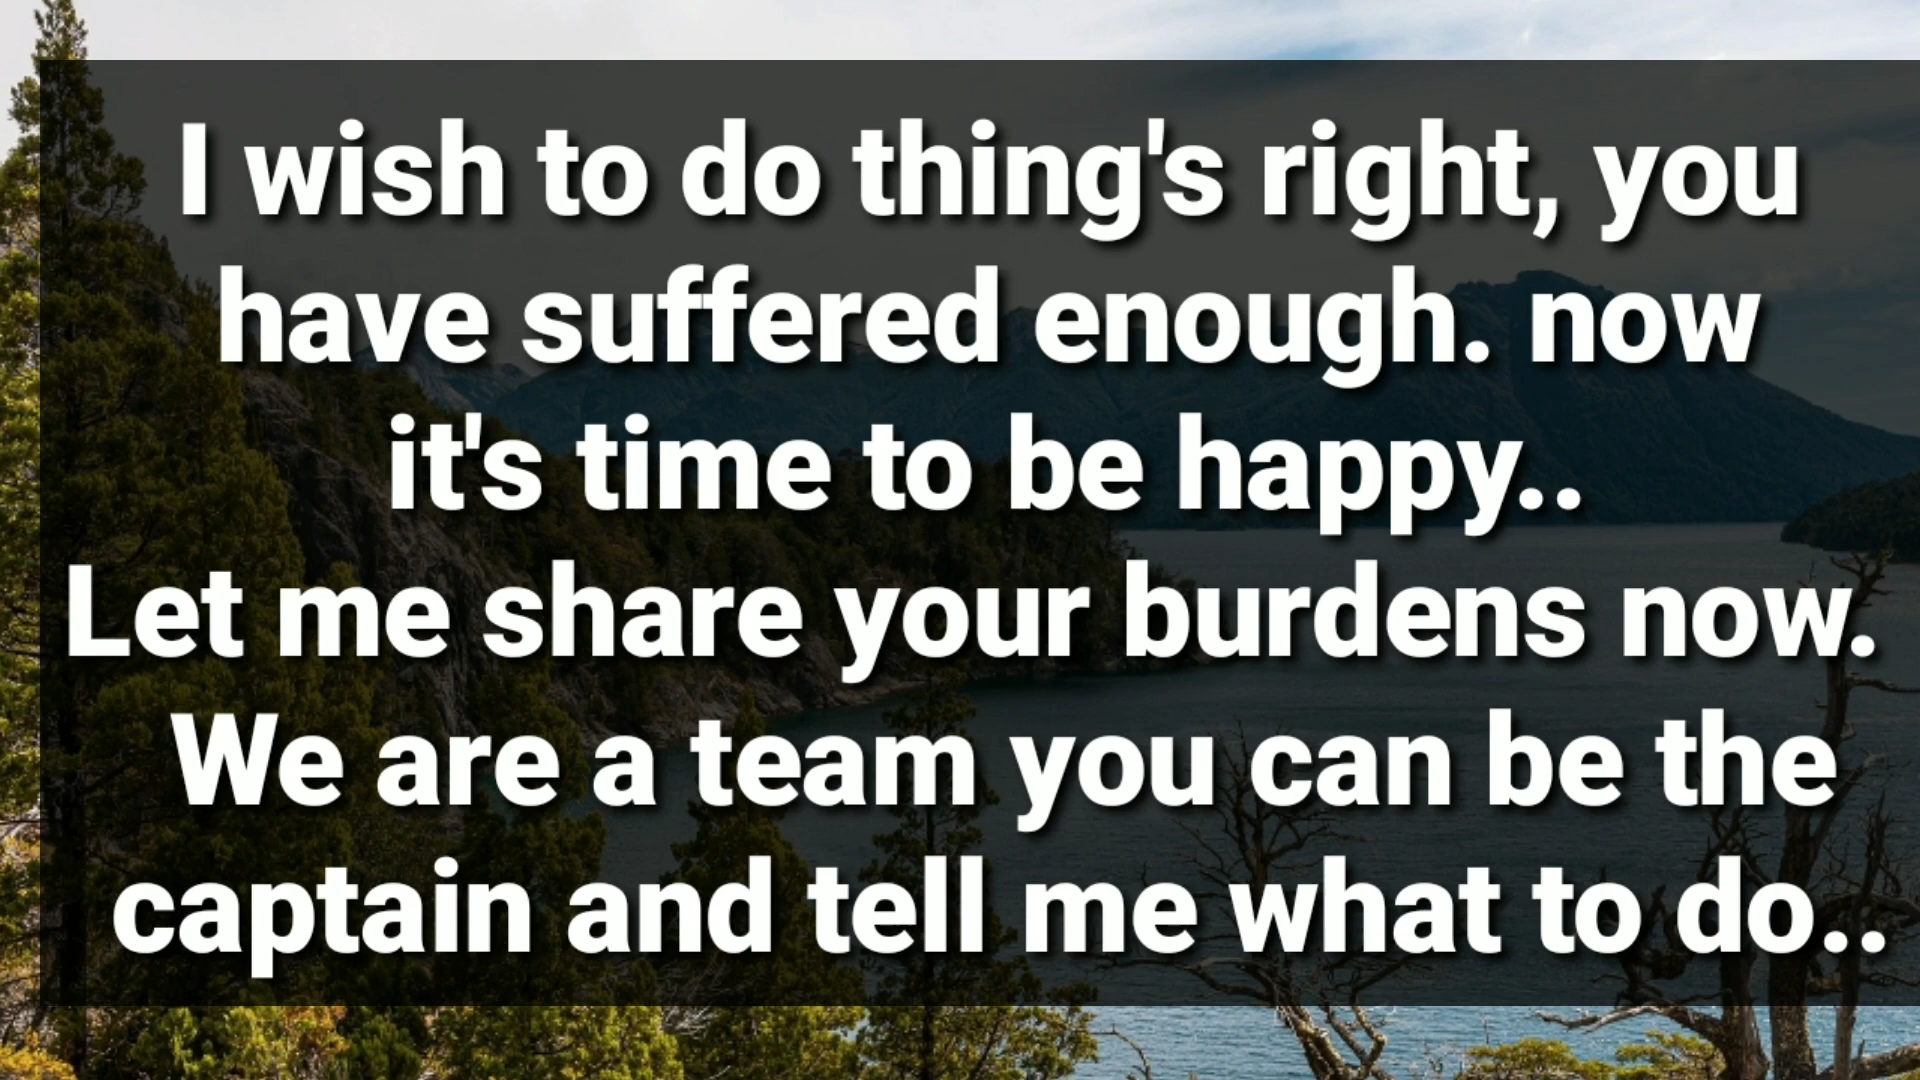 I wish to do thing's right, you
have suffered enough. now
it's time to be happy..
Let me share your burdens now.
We are a team you can be the
captain and tell me what to do..